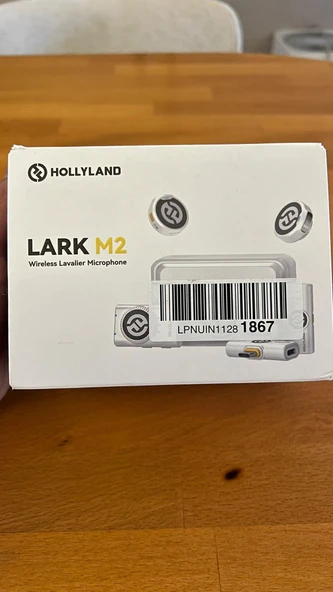 HOLLYLAND
LARK M2
Wireless Lavalier Microphone
LPNUIN1128 1867